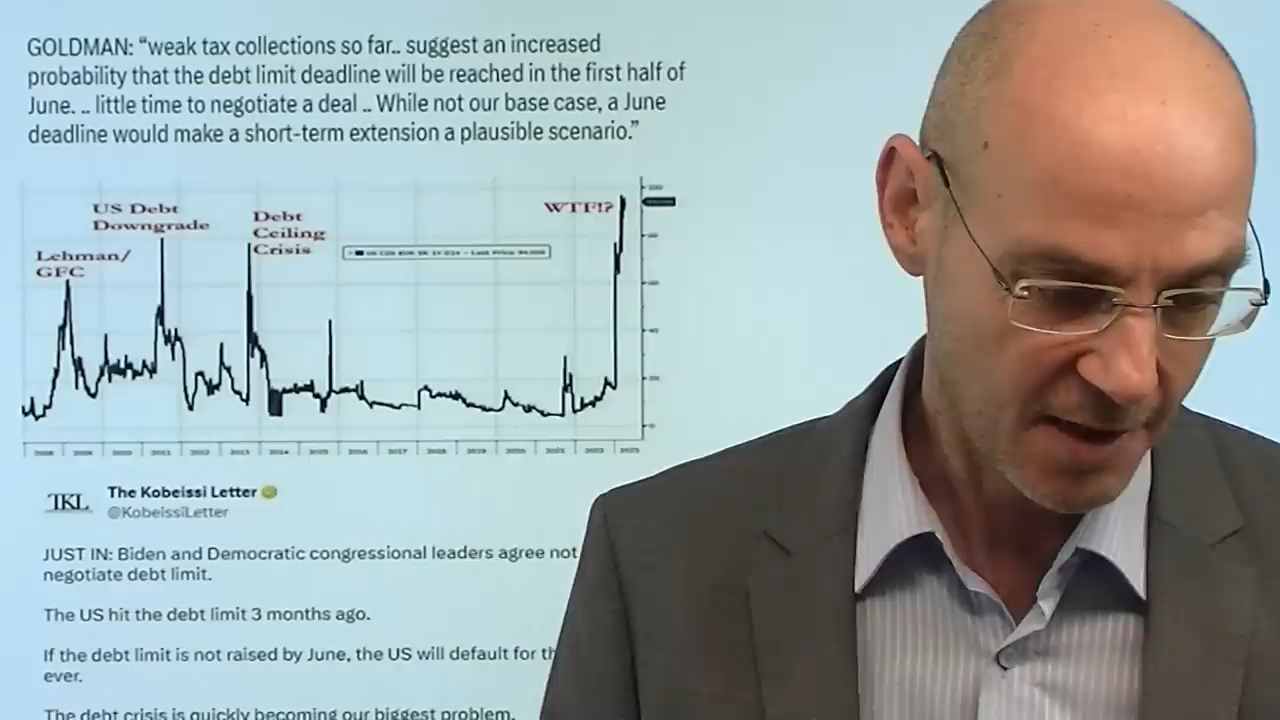 GOLDMAN: “weak tax collections so far.. suggest an increased
probability that the debt limit deadline will be reached in the first half of
June. .. little time to negotiate a deal .. While not our base case, a June
deadline would make a short-term extension a plausible scenario.”
US Debt
Downgrade
Debt
Ceiling
Crisis
WTF!?
Lehman/
GFC
The Kobeissi Letter
@KobeissiLetter
TKL
JUST IN: Biden and Democratic congressional leaders agree not
negotiate debt limit.
The US hit the debt limit 3 months ago.
If the debt limit is not raised by June, the US will default for th
ever.
The debt crisis is quickly becoming our biggest problem.